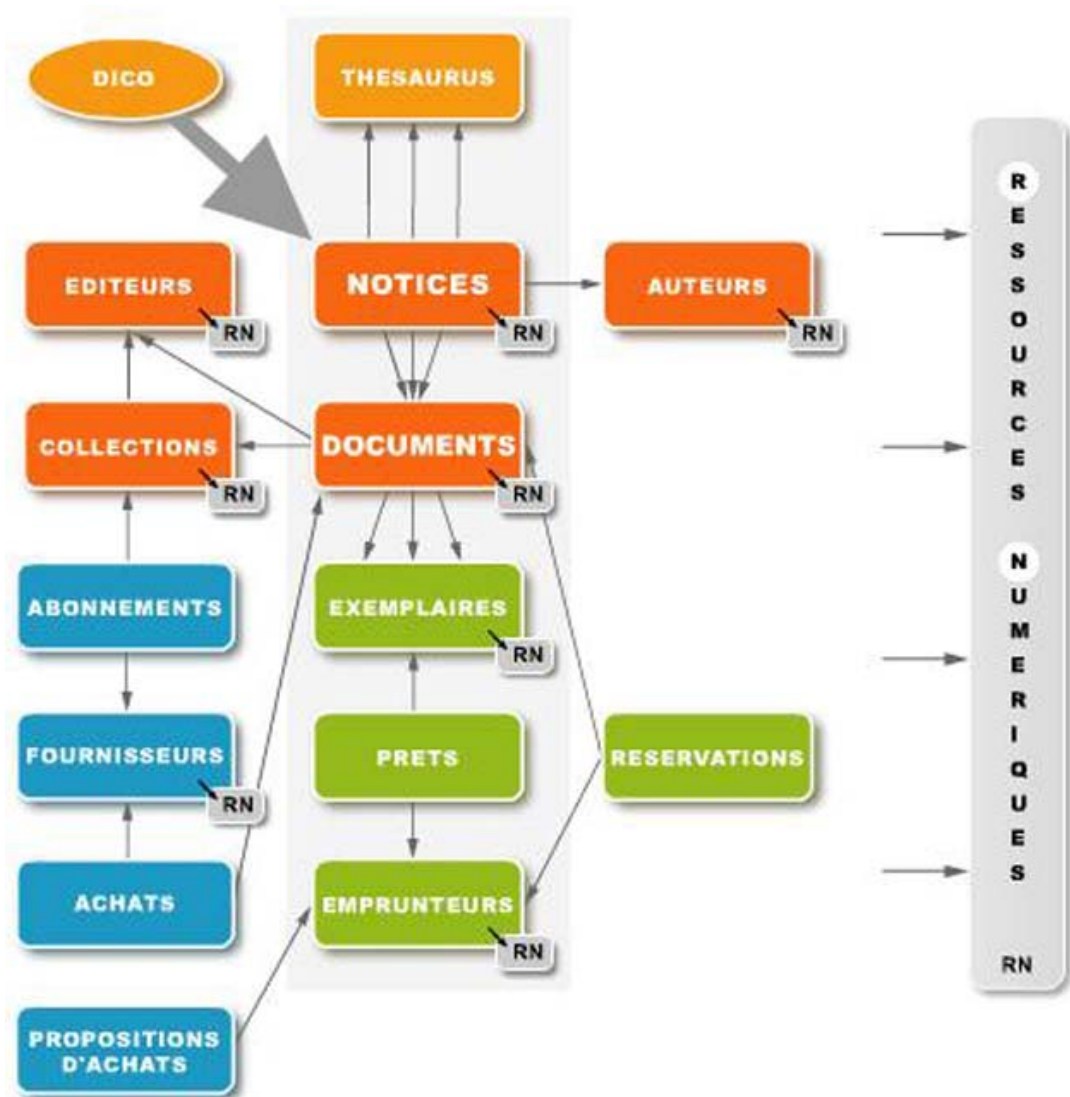 DICO
THESAURUS
EDITEURS
RN
NOTICES
RN
AUTEURS
RN
COLLECTIONS
RN
DOCUMENTS
RN
ABONNEMENTS
EXEMPLAIRES
RN
FOURNISSEURS
RN
PRETS
RESERVATIONS
ACHATS
EMPRUNTEURS
RN
PROPOSITIONS
D'ACHATS
RESSOURCES NUMERIQUES
RN